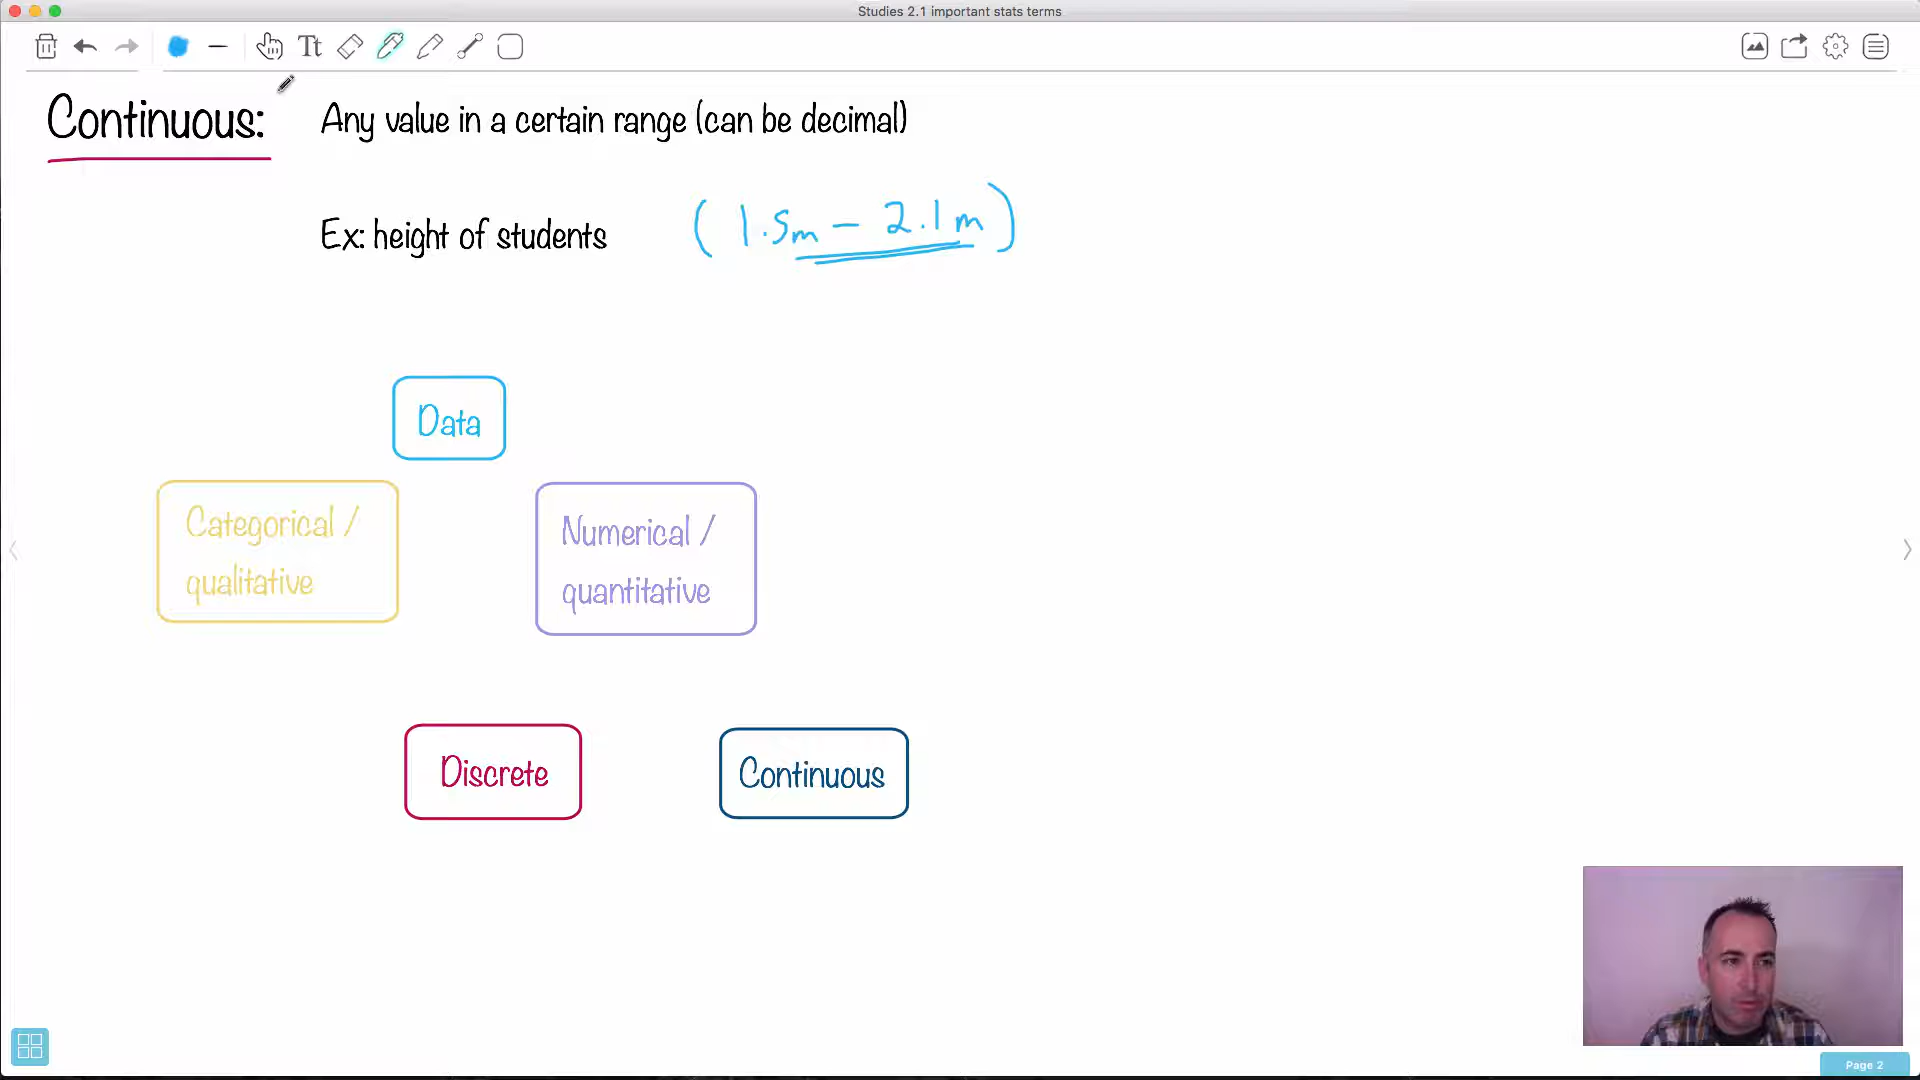 Studies 2.1 important stats terms
Tt
Continuous: Any value in a certain range (can be decimal)
Ex: height of students (1.5m – 2.1m)
Data
Categorical /
qualitative
Numerical /
quantitative
Discrete
Continuous
Page 2